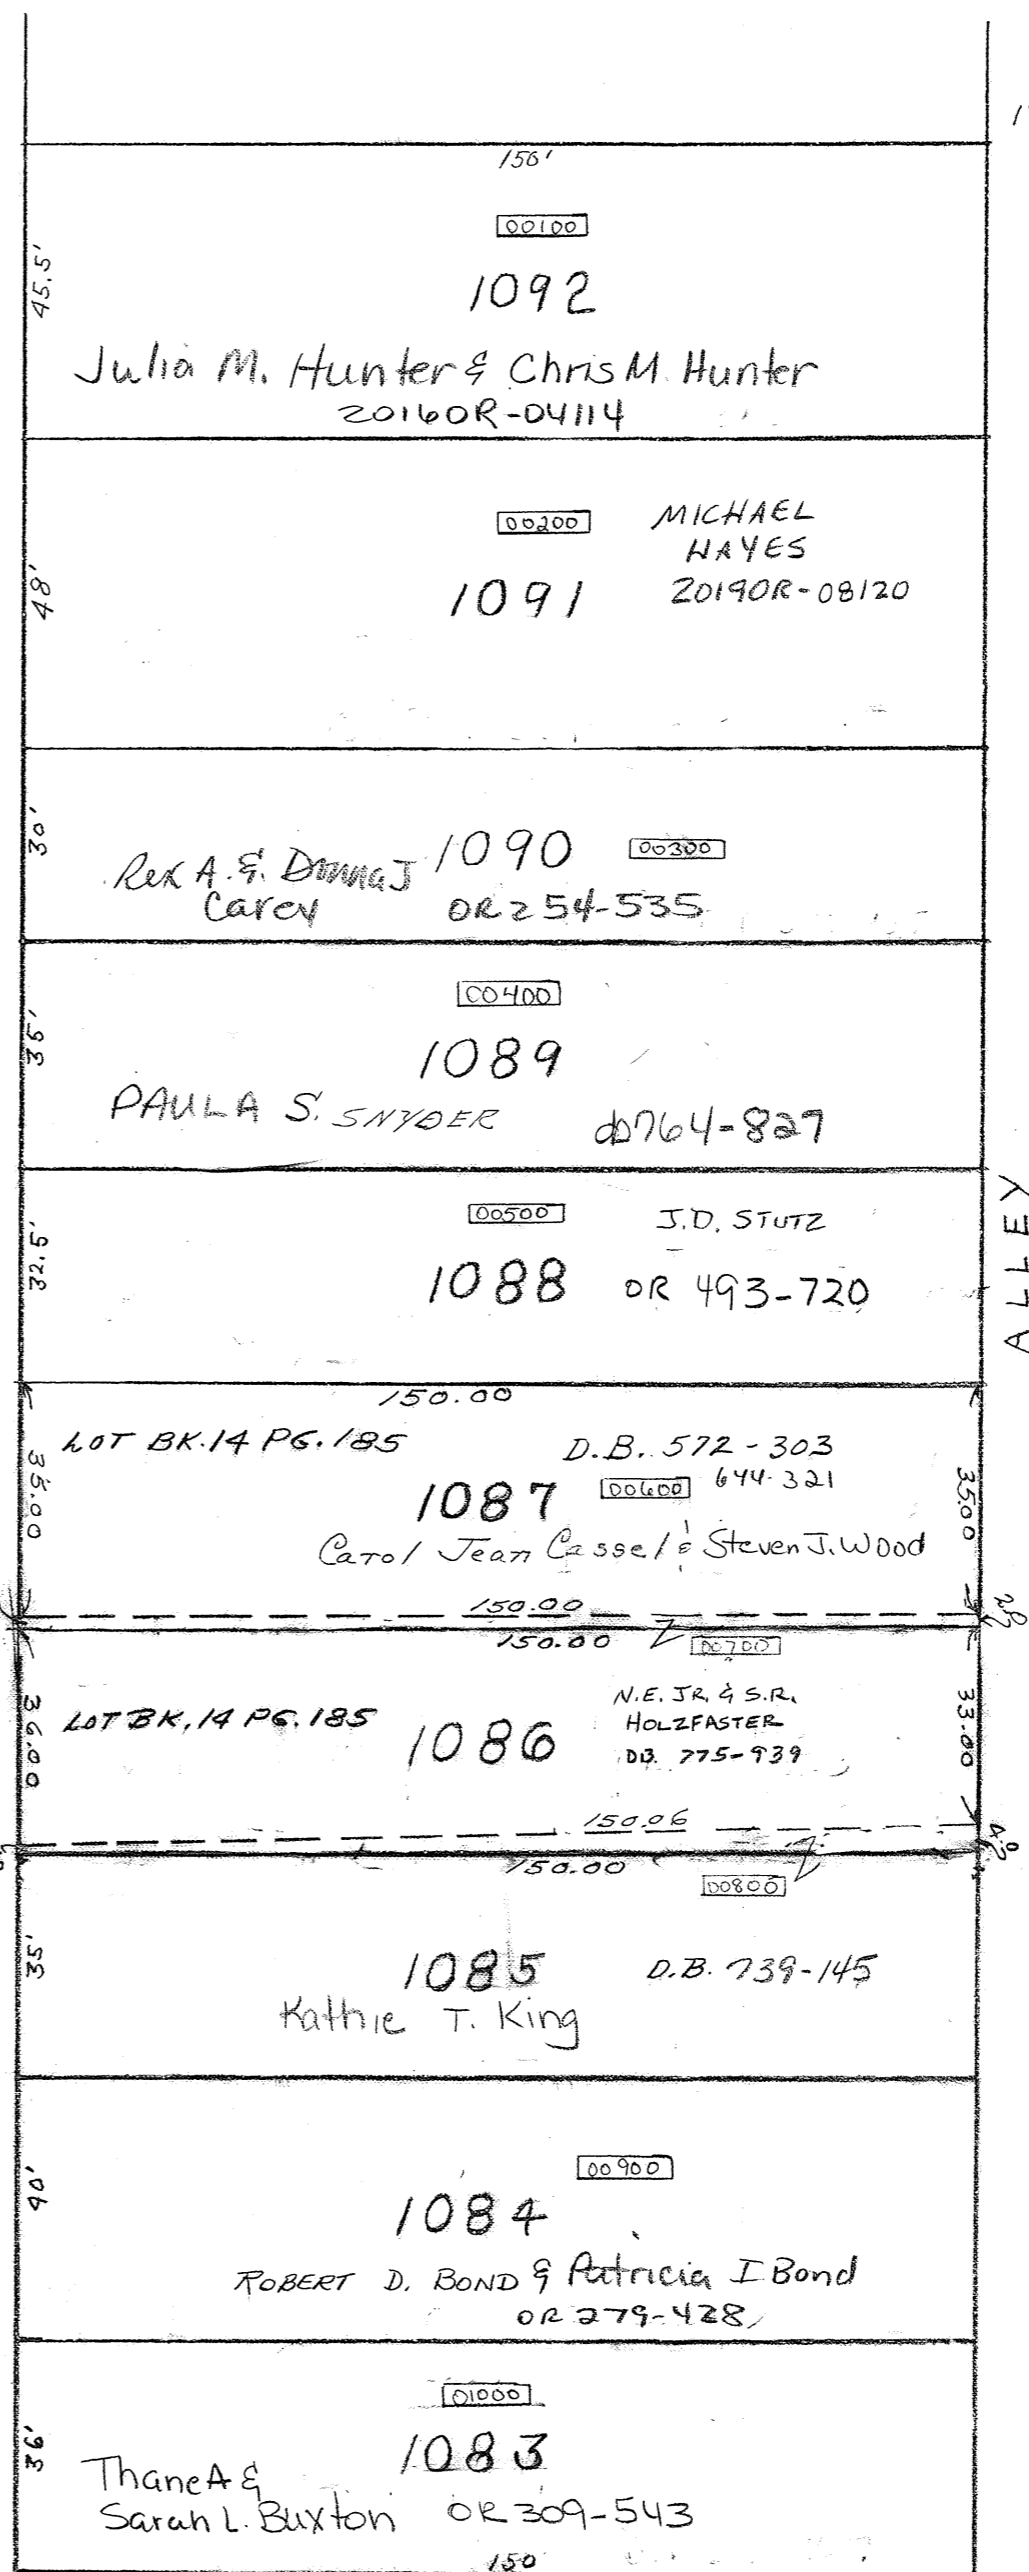 150'
00100
45.5'
1092
Julia M. Hunter & Chris M. Hunter
20160R-04114
00200
MICHAEL
HAYES
48'
1091
20190R-08120
30'
1090
00300
Rex A. & Donna J
Carey
OR 254-535
00400
35'
1089
PAULA S. SNYDER
764-827
ALLEY
00500
J.D. STUTZ
32.5'
1088
OR 493-720
150.00
LOT BK. 14 PG. 185
D.B. 572-303
644-321
35.00
1087
00600
35.00
Carol Jean Cassel & Steven J. Wood
150.00
150.00
00700
LOT BK, 14 PG. 185
36.00
1086
N.E. JR. & S.R.
HOLZFASTER
DB. 775-939
33.00
150.06
150.00
00800
35'
1085
D.B. 739-145
Kathie T. King
00900
40'
1084
ROBERT D. BOND & Patricia I Bond
OR 279-428
01000
36'
1083
Thane A &
Sarah L. Buxton
OR 309-543
150